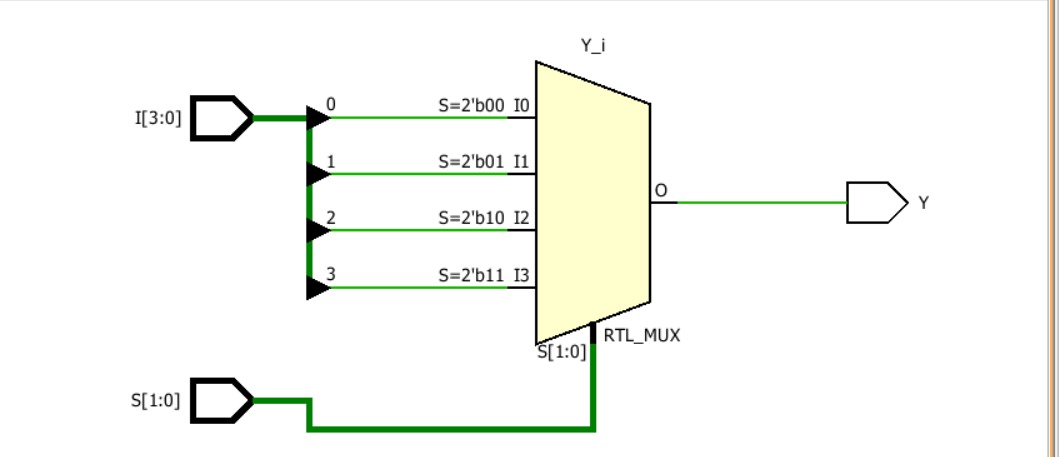 Y_i
I[3:0]
0
S=2'b00 I0
1
S=2'b01 I1
2
S=2'b10 I2
3
S=2'b11 I3
O
Y
RTL_MUX
S[1:0]
S[1:0]